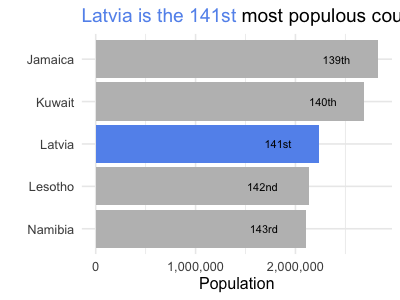 Latvia is the 141st most populous cou
Jamaica 139th
Kuwait 140th
Latvia 141st
Lesotho 142nd
Namibia 143rd
0 1,000,000 2,000,000
Population